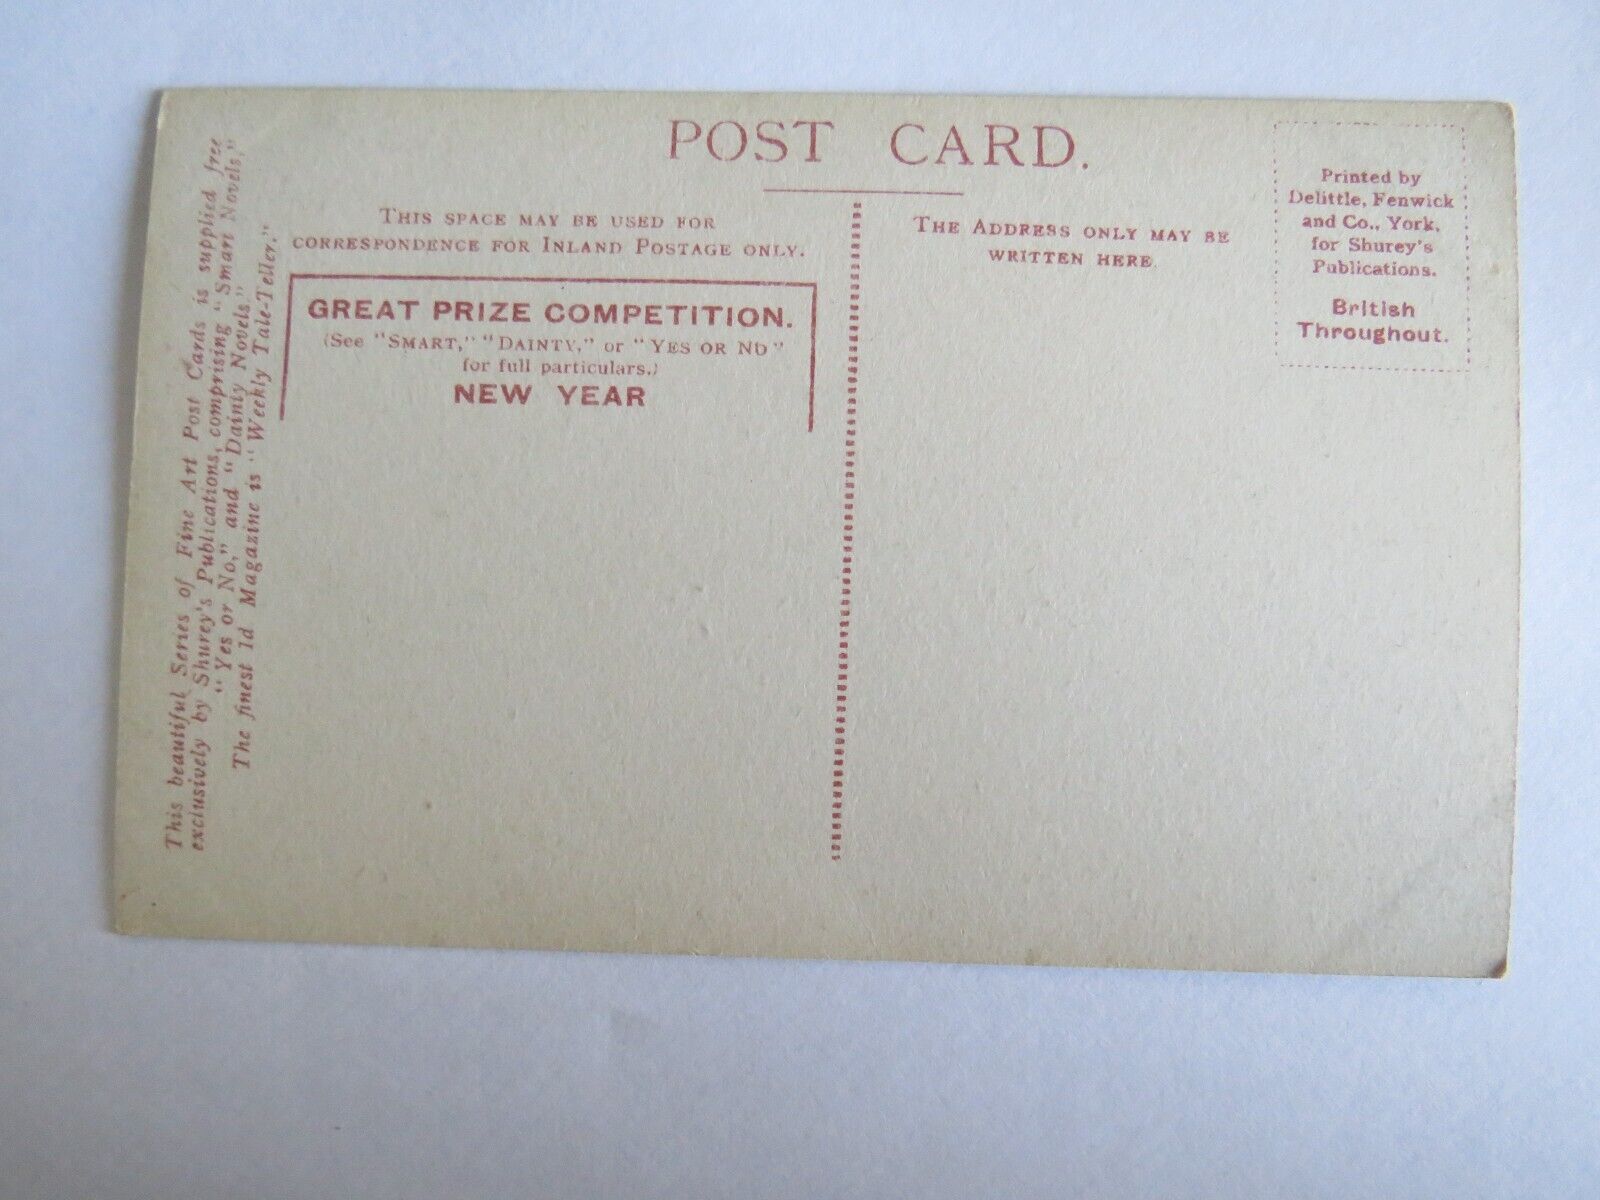 POST CARD.
THIS SPACE MAY BE USED FOR
CORRESPONDENCE FOR INLAND POSTAGE ONLY.
GREAT PRIZE COMPETITION.
(See "SMART," "DAINTY," or "YES OR NO"
for full particulars.)
NEW YEAR
THE ADDRESS ONLY MAY BE
WRITTEN HERE.
Printed by
Delittle, Fenwick
and Co., York,
for Shurey's
Publications.
British
Throughout.
This beautiful Series of Fine Art Post Cards is supplied free
exclusively by Shurey's Publications, comprising "Smart Novels,"
"Yes or No," and "Dainty Novels"
The finest 1d Magazine is "Weekly Tale-Teller."